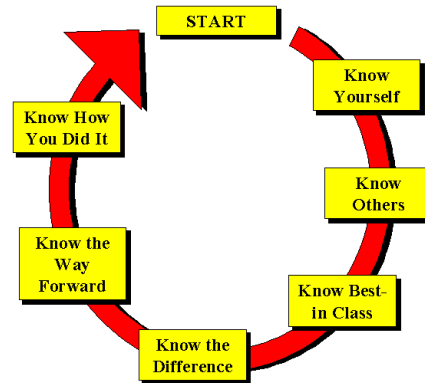 START
Know
Yourself
Know
Others
Know Best-
in Class
Know the
Difference
Know the
Way
Forward
Know How
You Did It